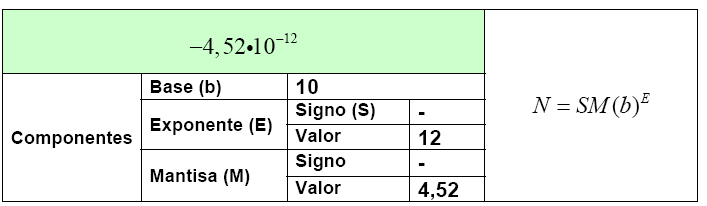 −4,52•10⁻¹²
N = SM(b)ᴱ
Componentes
Base (b) 10
Exponente (E) Signo (S) -
Valor 12
Mantisa (M) Signo -
Valor 4,52